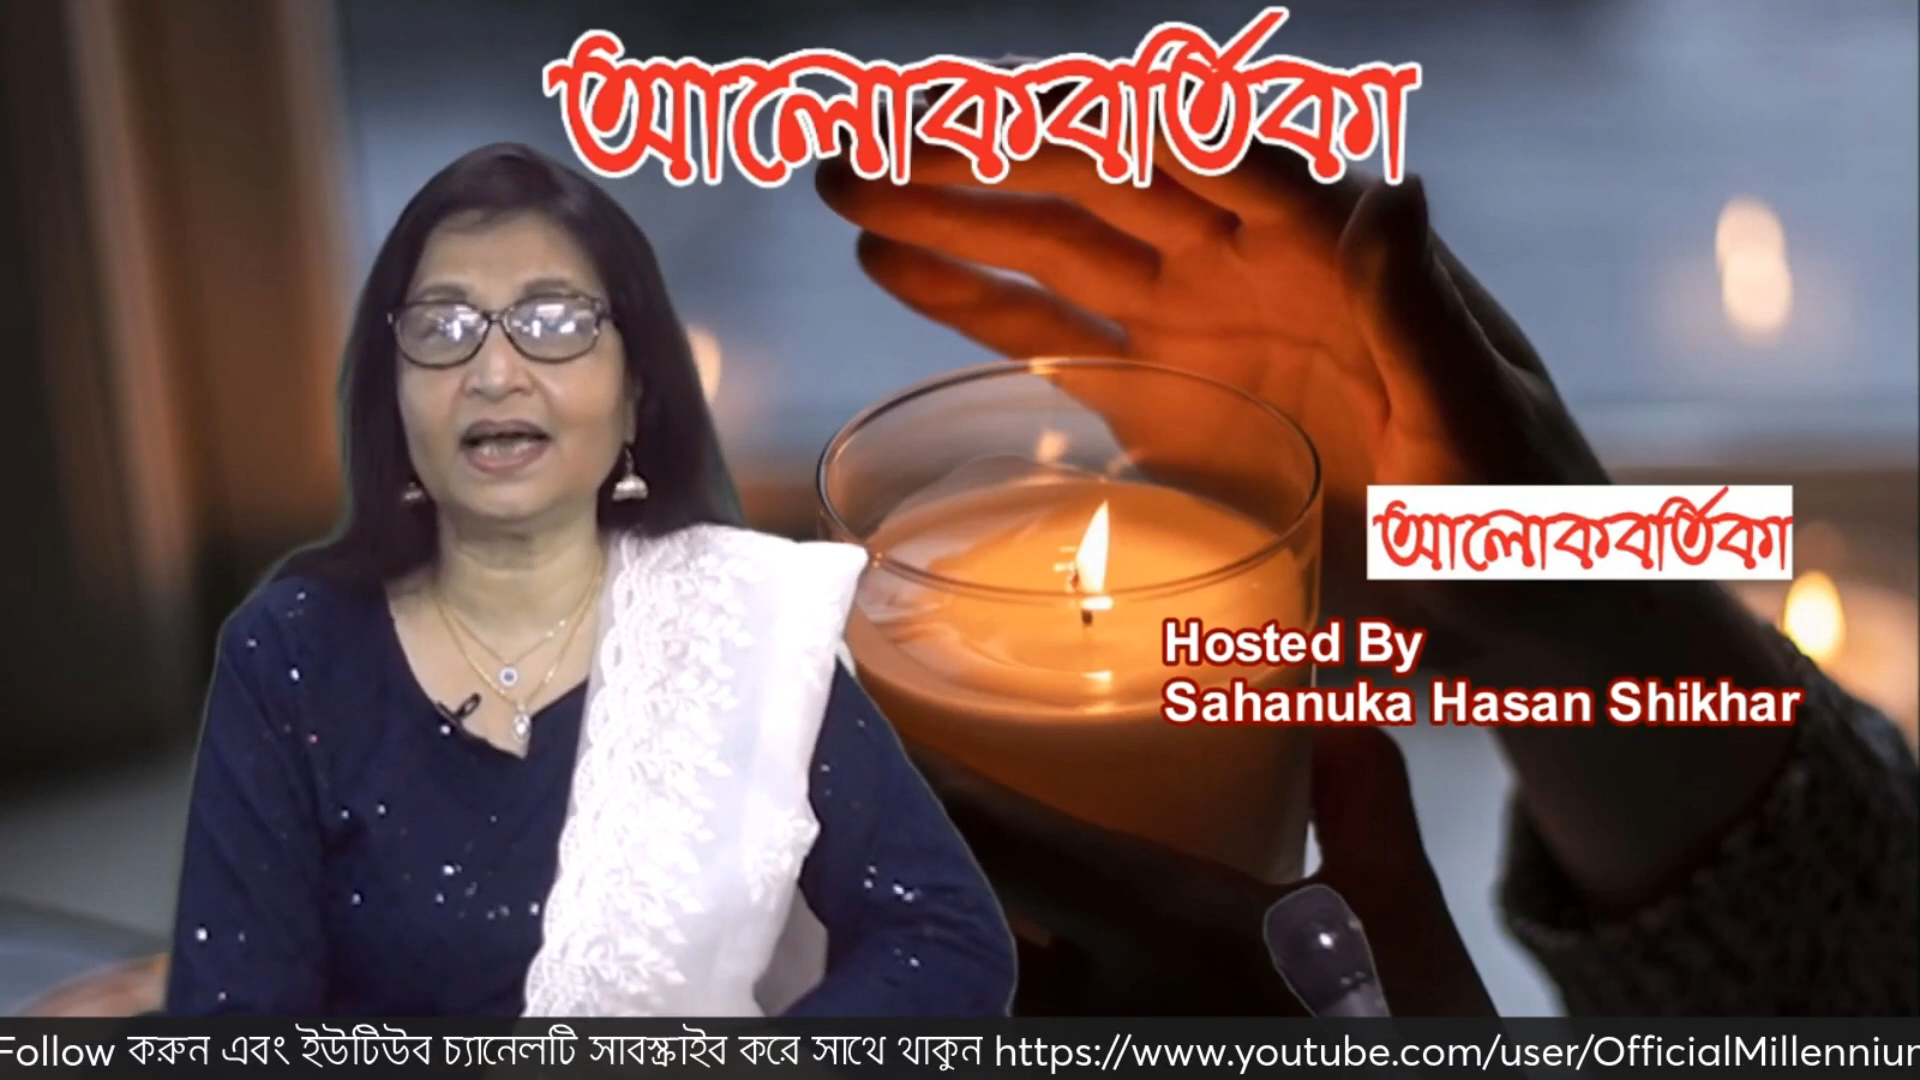 আলোকবর্তিকা
আলোকবর্তিকা
Hosted By
Sahanuka Hasan Shikhar
Follow করুন এবং ইউটিউব চ্যানেলটি সাবস্ক্রাইব করে সাথে থাকুন https://www.youtube.com/user/OfficialMillenniu